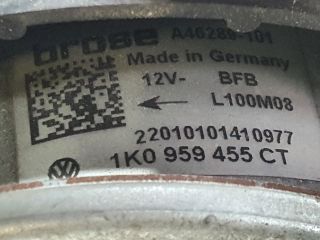 brose A46289-101
Made in Germany
12V- BFB
L100M08
22010101410977
1K0 959 455 CT